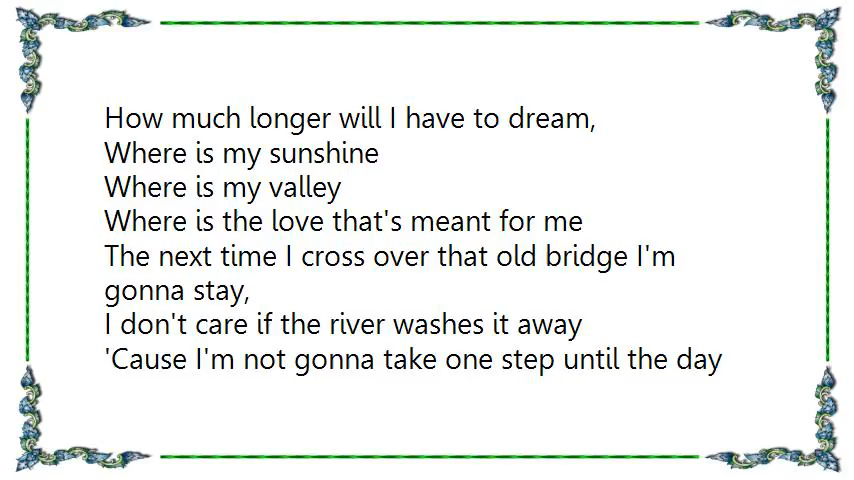 How much longer will I have to dream,
Where is my sunshine
Where is my valley
Where is the love that's meant for me
The next time I cross over that old bridge I'm
gonna stay,
I don't care if the river washes it away
'Cause I'm not gonna take one step until the day